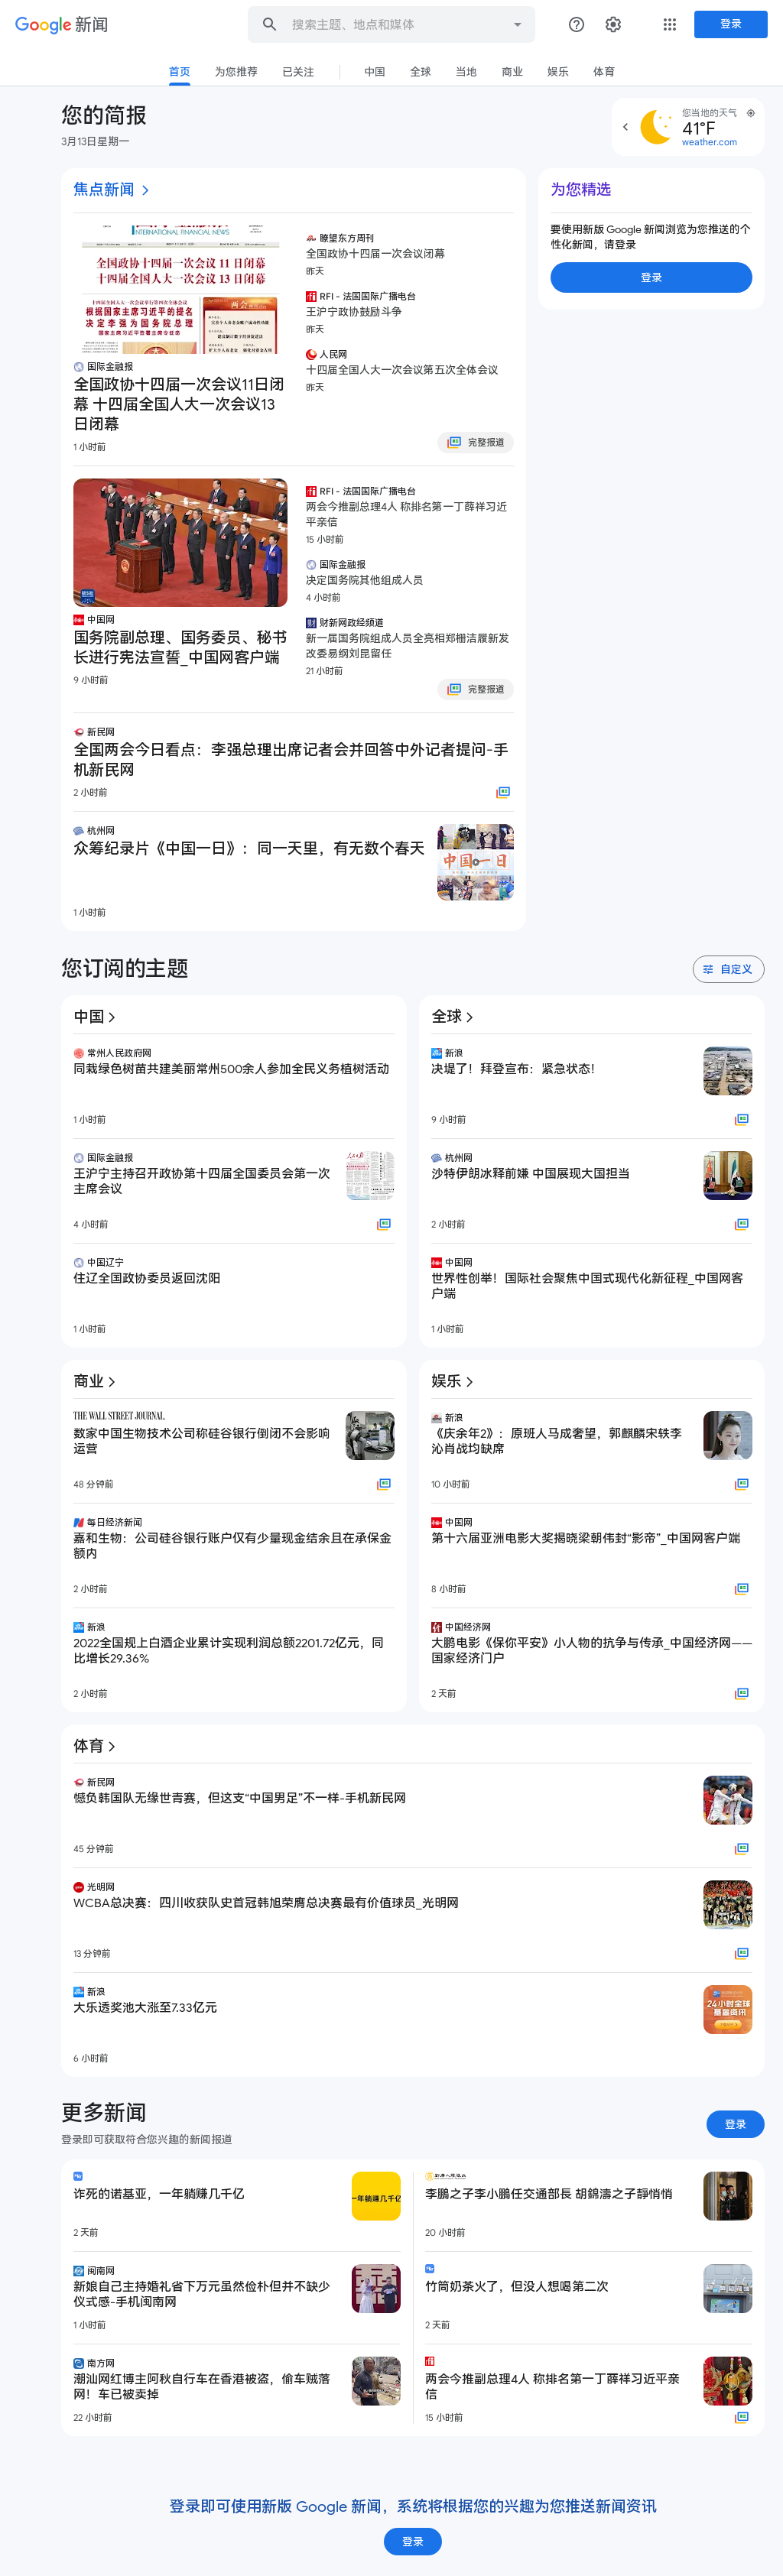 Google 新闻
搜索主题、地点和媒体
登录
首页
为您推荐
已关注
中国
全球
当地
商业
娱乐
体育
您的简报
3月13日星期一
您当地的天气
41°F
weather.com
焦点新闻
INTERNATIONAL FINANCIAL NEWS
全国政协十四届一次会议 11 日闭幕
十四届全国人大一次会议 13 日闭幕
国际金融报
全国政协十四届一次会议11日闭
幕 十四届全国人大一次会议13
日闭幕
1 小时前
瞭望东方周刊
全国政协十四届一次会议闭幕
昨天
RFI - 法国国际广播电台
王沪宁政协鼓励斗争
昨天
人民网
十四届全国人大一次会议第五次全体会议
昨天
完整报道
中国网
国务院副总理、国务委员、秘书
长进行宪法宣誓_中国网客户端
9 小时前
RFI - 法国国际广播电台
两会今推副总理4人 称排名第一丁薛祥习近
平亲信
15 小时前
国际金融报
决定国务院其他组成人员
4 小时前
财新网政经频道
新一届国务院组成人员全亮相郑栅洁履新发
改委易纲刘昆留任
21 小时前
完整报道
新民网
全国两会今日看点：李强总理出席记者会并回答中外记者提问-手
机新民网
2 小时前
杭州网
众筹纪录片《中国一日》：同一天里，有无数个春天
中国一日
1 小时前
为您精选
要使用新版 Google 新闻浏览为您推送的个
性化新闻，请登录
登录
您订阅的主题
自定义
中国
常州人民政府网
同栽绿色树苗共建美丽常州500余人参加全民义务植树活动
1 小时前
国际金融报
王沪宁主持召开政协第十四届全国委员会第一次
主席会议
4 小时前
中国辽宁
住辽全国政协委员返回沈阳
1 小时前
全球
新浪
决堤了！拜登宣布：紧急状态！
9 小时前
杭州网
沙特伊朗冰释前嫌 中国展现大国担当
2 小时前
中国网
世界性创举！国际社会聚焦中国式现代化新征程_中国网客
户端
1 小时前
商业
THE WALL STREET JOURNAL.
数家中国生物技术公司称硅谷银行倒闭不会影响
运营
48 分钟前
每日经济新闻
嘉和生物：公司硅谷银行账户仅有少量现金结余且在承保金
额内
2 小时前
新浪
2022全国规上白酒企业累计实现利润总额2201.72亿元，同
比增长29.36%
2 小时前
娱乐
新浪
《庆余年2》：原班人马成奢望，郭麒麟宋轶李
沁肖战均缺席
10 小时前
中国网
第十六届亚洲电影大奖揭晓梁朝伟封“影帝”_中国网客户端
8 小时前
中国经济网
大鹏电影《保你平安》小人物的抗争与传承_中国经济网——
国家经济门户
2 天前
体育
新民网
憾负韩国队无缘世青赛，但这支“中国男足”不一样-手机新民网
45 分钟前
光明网
WCBA总决赛：四川收获队史首冠韩旭荣膺总决赛最有价值球员_光明网
13 分钟前
新浪
大乐透奖池大涨至7.33亿元
24小时全球
6 小时前
更多新闻
登录即可获取符合您兴趣的新闻报道
登录
诈死的诺基亚，一年躺赚几千亿
一年躺赚几千亿
2 天前
闽南网
新娘自己主持婚礼省下万元虽然俭朴但并不缺少
仪式感-手机闽南网
1 小时前
南方网
潮汕网红博主阿秋自行车在香港被盗，偷车贼落
网！车已被卖掉
22 小时前
李鵬之子李小鵬任交通部長 胡錦濤之子靜悄悄
20 小时前
竹筒奶茶火了，但没人想喝第二次
2 天前
两会今推副总理4人 称排名第一丁薛祥习近平亲
信
15 小时前
登录即可使用新版 Google 新闻，系统将根据您的兴趣为您推送新闻资讯
登录